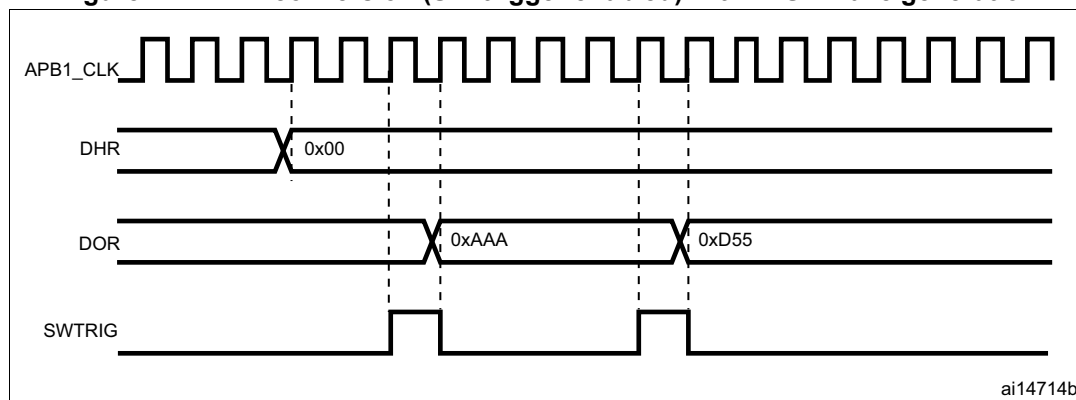 APB1_CLK
DHR
0x00
DOR
0xAAA
0xD55
SWTRIG
ai14714b